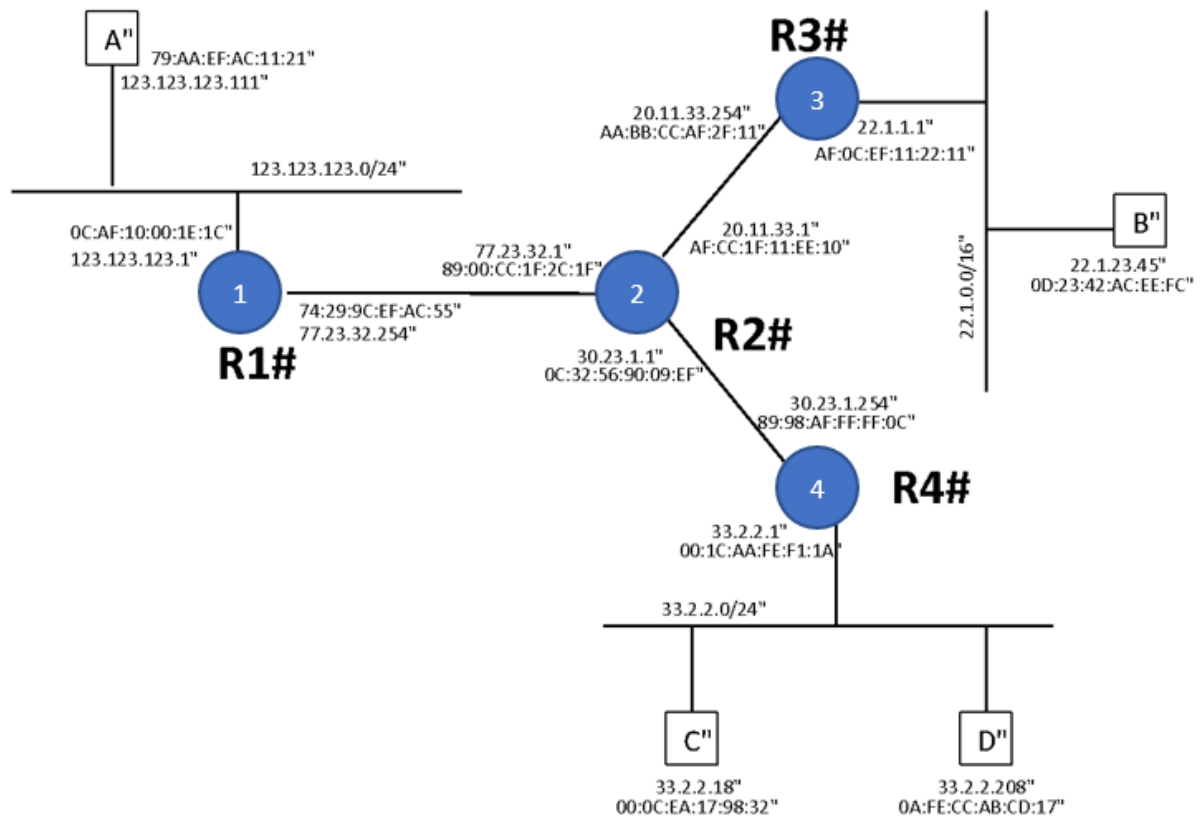 A"
79:AA:EF:AC:11:21"
123.123.123.111"
R3#
3
20.11.33.254"
AA:BB:CC:AF:2F:11"
22.1.1.1"
AF:0C:EF:11:22:11"
123.123.123.0/24"
0C:AF:10:00:1E:1C"
123.123.123.1"
1
R1#
77.23.32.1"
89:00:CC:1F:2C:1F"
74:29:9C:EF:AC:55"
77.23.32.254"
20.11.33.1"
AF:CC:1F:11:EE:10"
2
R2#
30.23.1.1"
0C:32:56:90:09:EF"
22.1.0.0/16"
B"
22.1.23.45"
0D:23:42:AC:EE:FC"
30.23.1.254"
89:98:AF:FF:FF:0C"
4
R4#
33.2.2.1"
00:1C:AA:FE:F1:1A"
33.2.2.0/24"
C"
33.2.2.18"
00:0C:EA:17:98:32"
D"
33.2.2.208"
0A:FE:CC:AB:CD:17"